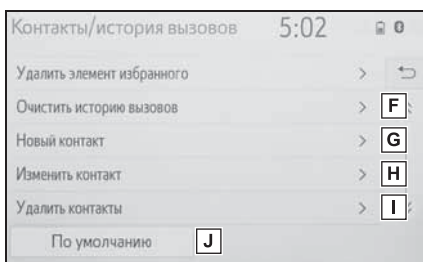 Контакты/история вызовов 5:02
Удалить элемент избранного
Очистить историю вызовов F
Новый контакт G
Изменить контакт H
Удалить контакты I
По умолчанию J